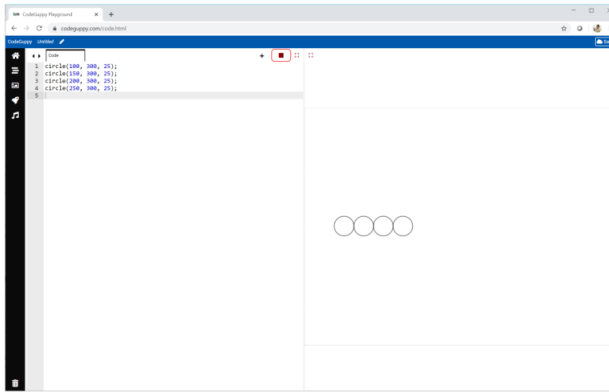 CodeGuppy Playground
codeguppy.com/code.html
CodeGuppy Untitled
Code
1 circle(100, 300, 25);
2 circle(150, 300, 25);
3 circle(200, 300, 25);
4 circle(250, 300, 25);
5